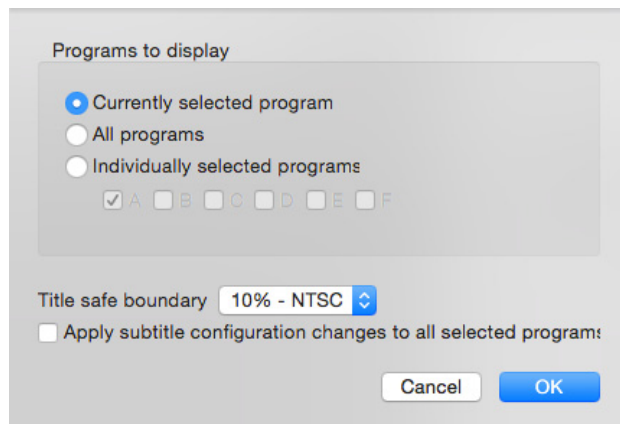 Programs to display
Currently selected program
All programs
Individually selected programs
A B C D E F
Title safe boundary 10% - NTSC
Apply subtitle configuration changes to all selected programs
Cancel OK